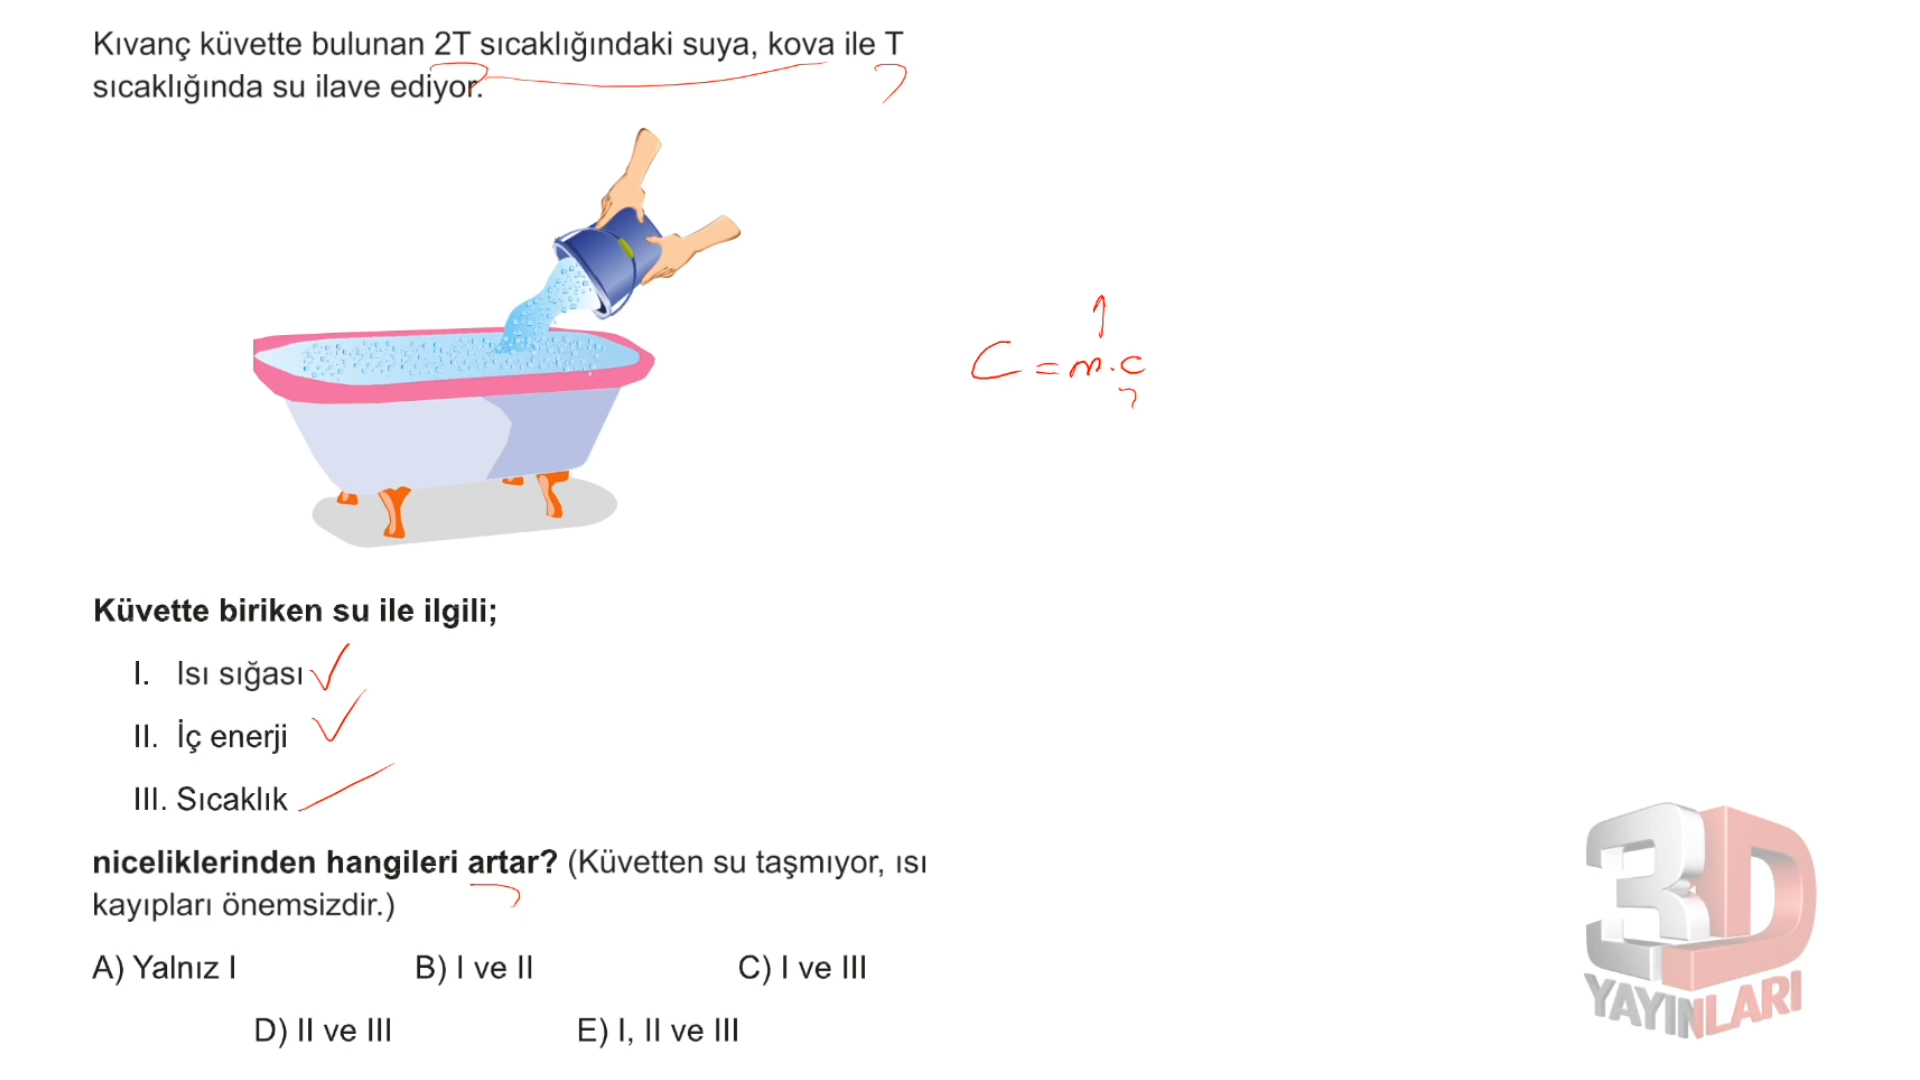 Kıvanç küvette bulunan 2T sıcaklığındaki suya, kova ile T
sıcaklığında su ilave ediyor.
C = m.c
Küvette biriken su ile ilgili;
I. Isı sığası
II. İç enerji
III. Sıcaklık
niceliklerinden hangileri artar? (Küvetten su taşmıyor, ısı
kayıpları önemsizdir.)
A) Yalnız I B) I ve II C) I ve III
D) II ve III E) I, II ve III
3D
YAYINLARI